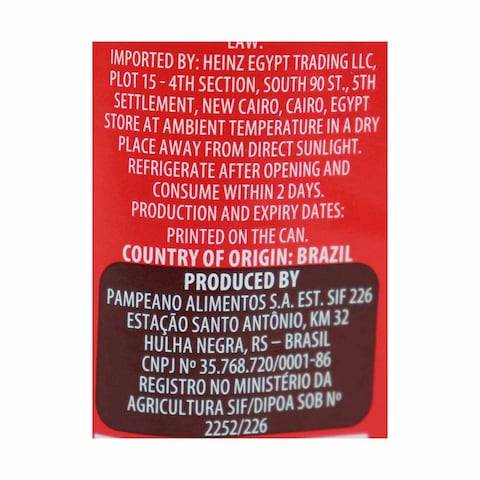 LAW.
IMPORTED BY: HEINZ EGYPT TRADING LLC,
PLOT 15 - 4TH SECTION, SOUTH 90 ST., 5TH
SETTLEMENT, NEW CAIRO, CAIRO, EGYPT
STORE AT AMBIENT TEMPERATURE IN A DRY
PLACE AWAY FROM DIRECT SUNLIGHT.
REFRIGERATE AFTER OPENING AND
CONSUME WITHIN 2 DAYS.
PRODUCTION AND EXPIRY DATES:
PRINTED ON THE CAN.
COUNTRY OF ORIGIN: BRAZIL
PRODUCED BY
PAMPEANO ALIMENTOS S.A. EST. SIF 226
ESTAÇÃO SANTO ANTÔNIO, KM 32
HULHA NEGRA, RS – BRASIL
CNPJ Nº 35.768.720/0001-86
REGISTRO NO MINISTÉRIO DA
AGRICULTURA SIF/DIPOA SOB Nº
2252/226